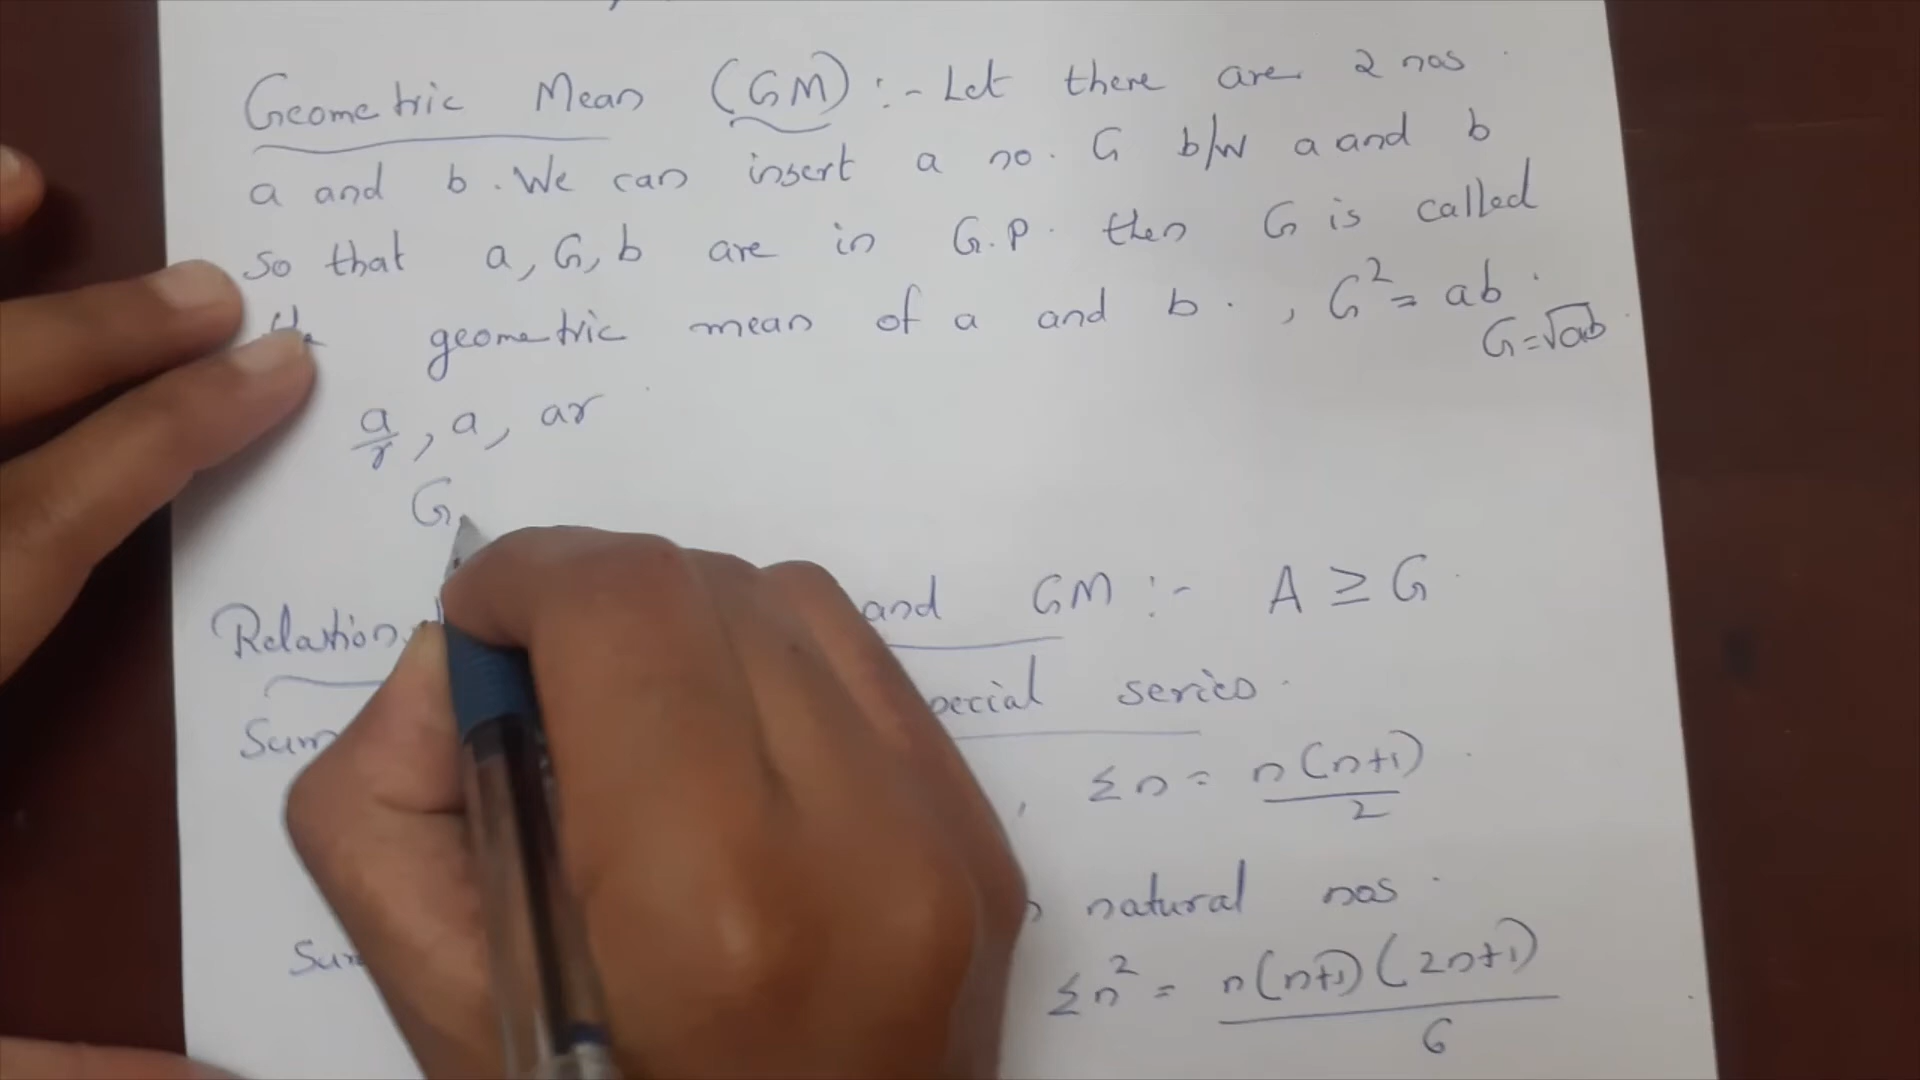 Geometric Mean (GM) :- Let there are 2 nos.
a and b. We can insert a no. G b/w a and b
so that a, G, b are in G.P. then G is called
geometric mean of a and b. , G² = ab.
G = √ab.
a/r, a, ar
G
Relation and GM :- A ≥ G.
Sum series.
, Σn = n(n+1)/2
natural nos.
Σn² = n(n+1)(2n+1)/6